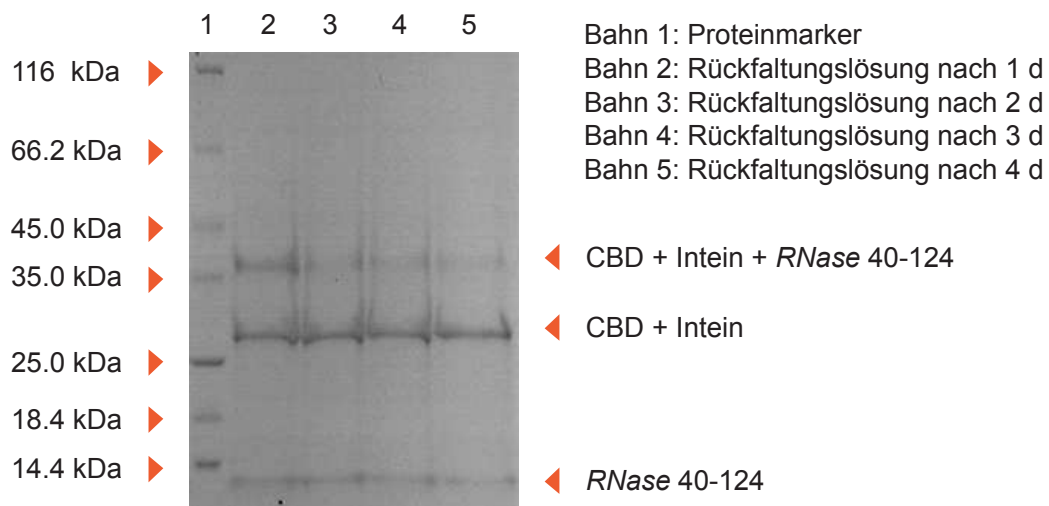 1 2 3 4 5
116 kDa
66.2 kDa
45.0 kDa
35.0 kDa
25.0 kDa
18.4 kDa
14.4 kDa
Bahn 1: Proteinmarker
Bahn 2: Rückfaltungslösung nach 1 d
Bahn 3: Rückfaltungslösung nach 2 d
Bahn 4: Rückfaltungslösung nach 3 d
Bahn 5: Rückfaltungslösung nach 4 d
CBD + Intein + RNase 40-124
CBD + Intein
RNase 40-124